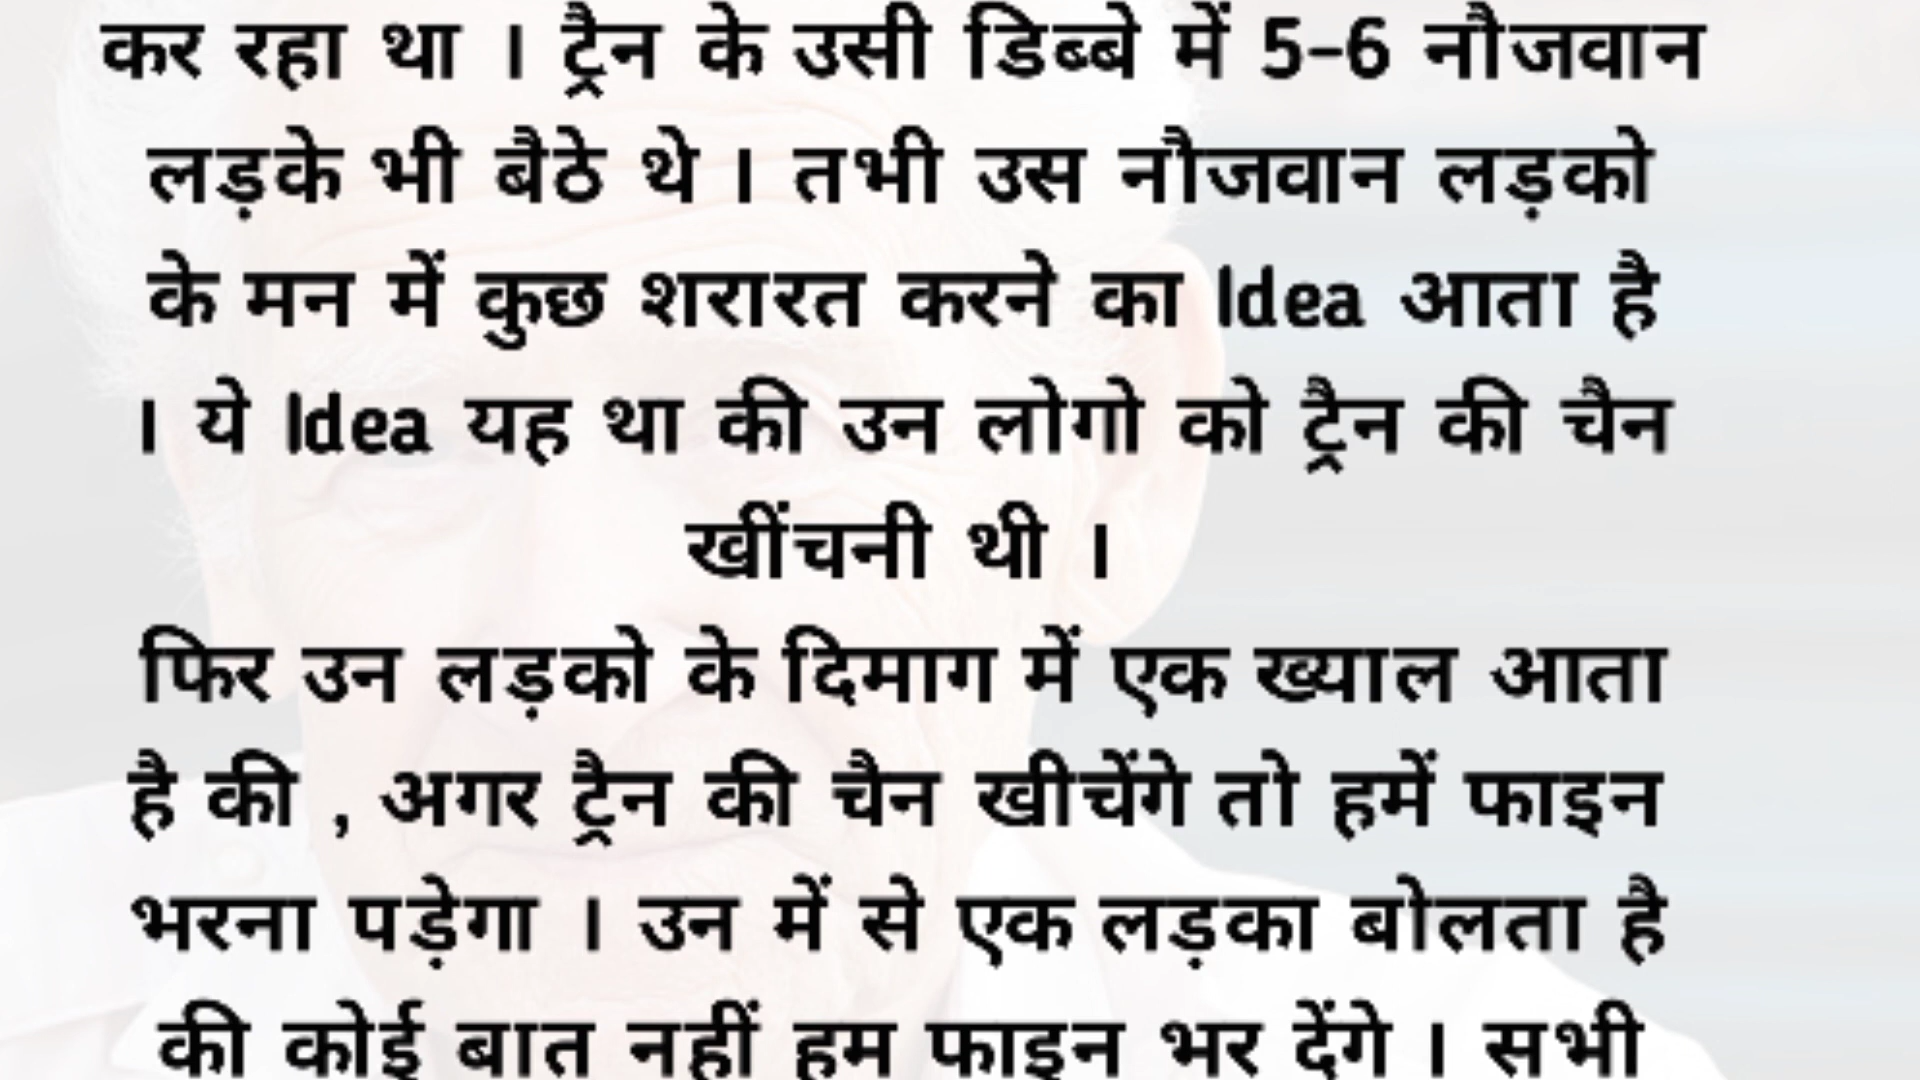 कर रहा था । ट्रैन के उसी डिब्बे में 5-6 नौजवान
लड़के भी बैठे थे । तभी उस नौजवान लड़को
के मन में कुछ शरारत करने का Idea आता है
। ये Idea यह था की उन लोगो को ट्रैन की चैन
खींचनी थी ।
फिर उन लड़को के दिमाग में एक ख्याल आता
है की , अगर ट्रैन की चैन खीचेंगे तो हमें फाइन
भरना पड़ेगा । उन में से एक लड़का बोलता है
की कोई बात नहीं हम फाइन भर देंगे । सभी